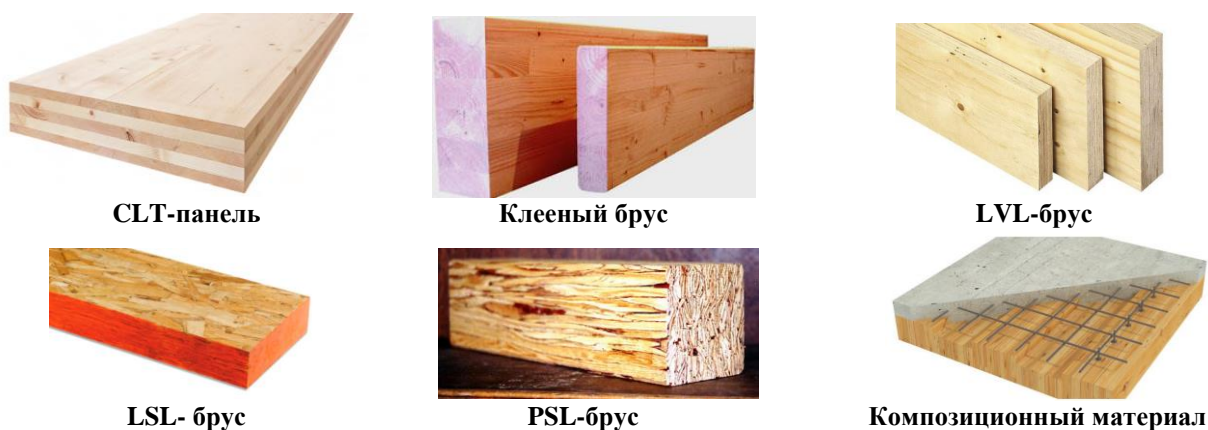 CLT-панель
Клееный брус
LVL-брус
LSL- брус
PSL-брус
Композиционный материал